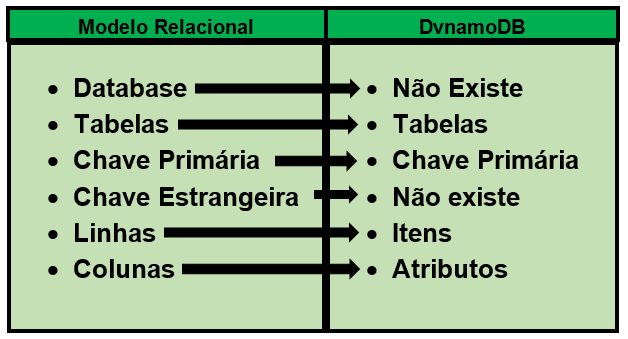 Modelo Relacional DvnamoDB
Database Não Existe
Tabelas Tabelas
Chave Primária Chave Primária
Chave Estrangeira Não existe
Linhas Itens
Colunas Atributos